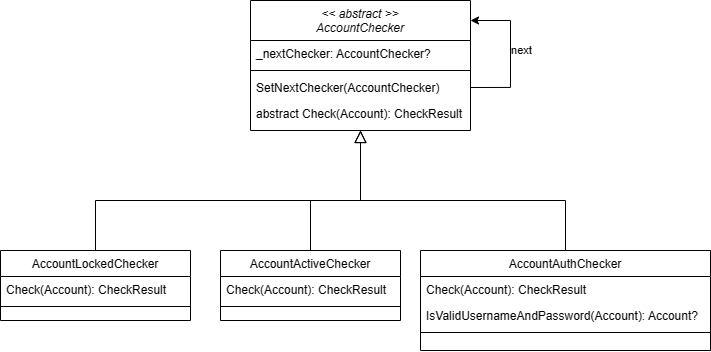 << abstract >>
AccountChecker
_nextChecker: AccountChecker?
next
SetNextChecker(AccountChecker)
abstract Check(Account): CheckResult
AccountLockedChecker
Check(Account): CheckResult
AccountActiveChecker
Check(Account): CheckResult
AccountAuthChecker
Check(Account): CheckResult
IsValidUsernameAndPassword(Account): Account?